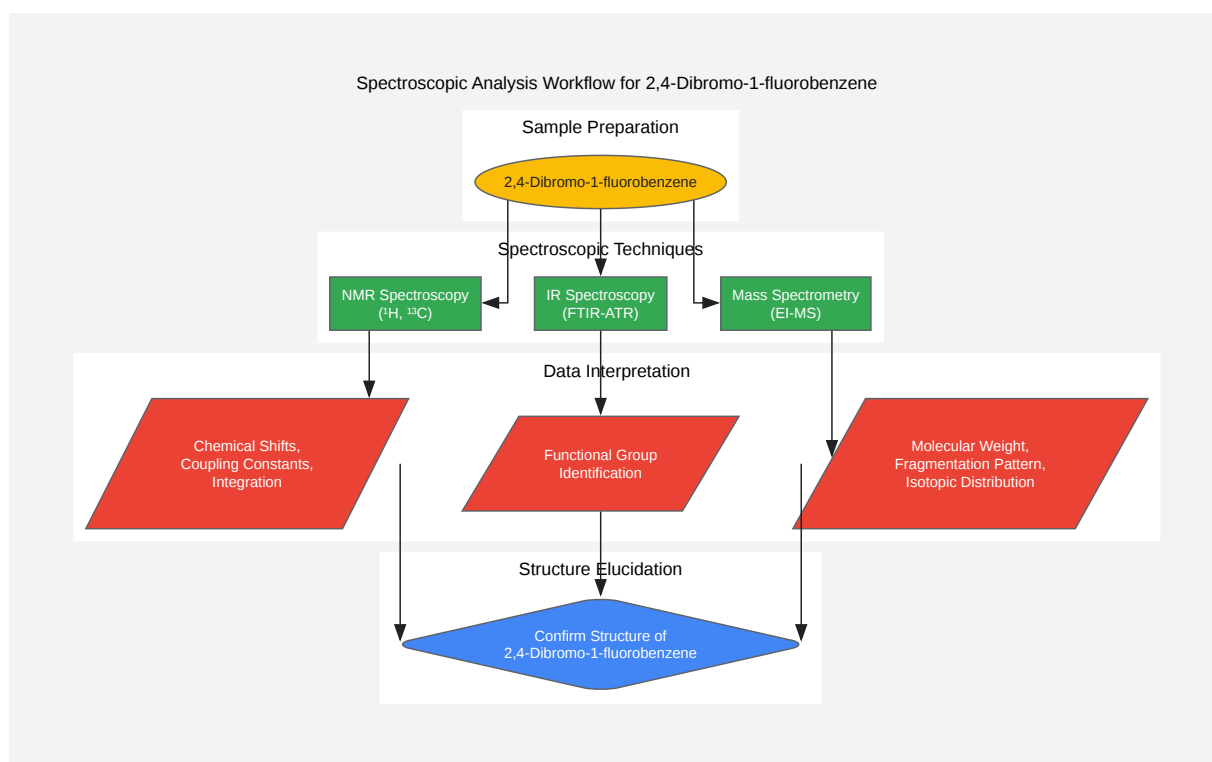 Spectroscopic Analysis Workflow for 2,4-Dibromo-1-fluorobenzene
Sample Preparation
2,4-Dibromo-1-fluorobenzene
Spectroscopic Techniques
NMR Spectroscopy
(¹H, ¹³C)
IR Spectroscopy
(FTIR-ATR)
Mass Spectrometry
(EI-MS)
Data Interpretation
Chemical Shifts,
Coupling Constants,
Integration
Functional Group
Identification
Molecular Weight,
Fragmentation Pattern,
Isotopic Distribution
Structure Elucidation
Confirm Structure of
2,4-Dibromo-1-fluorobenzene